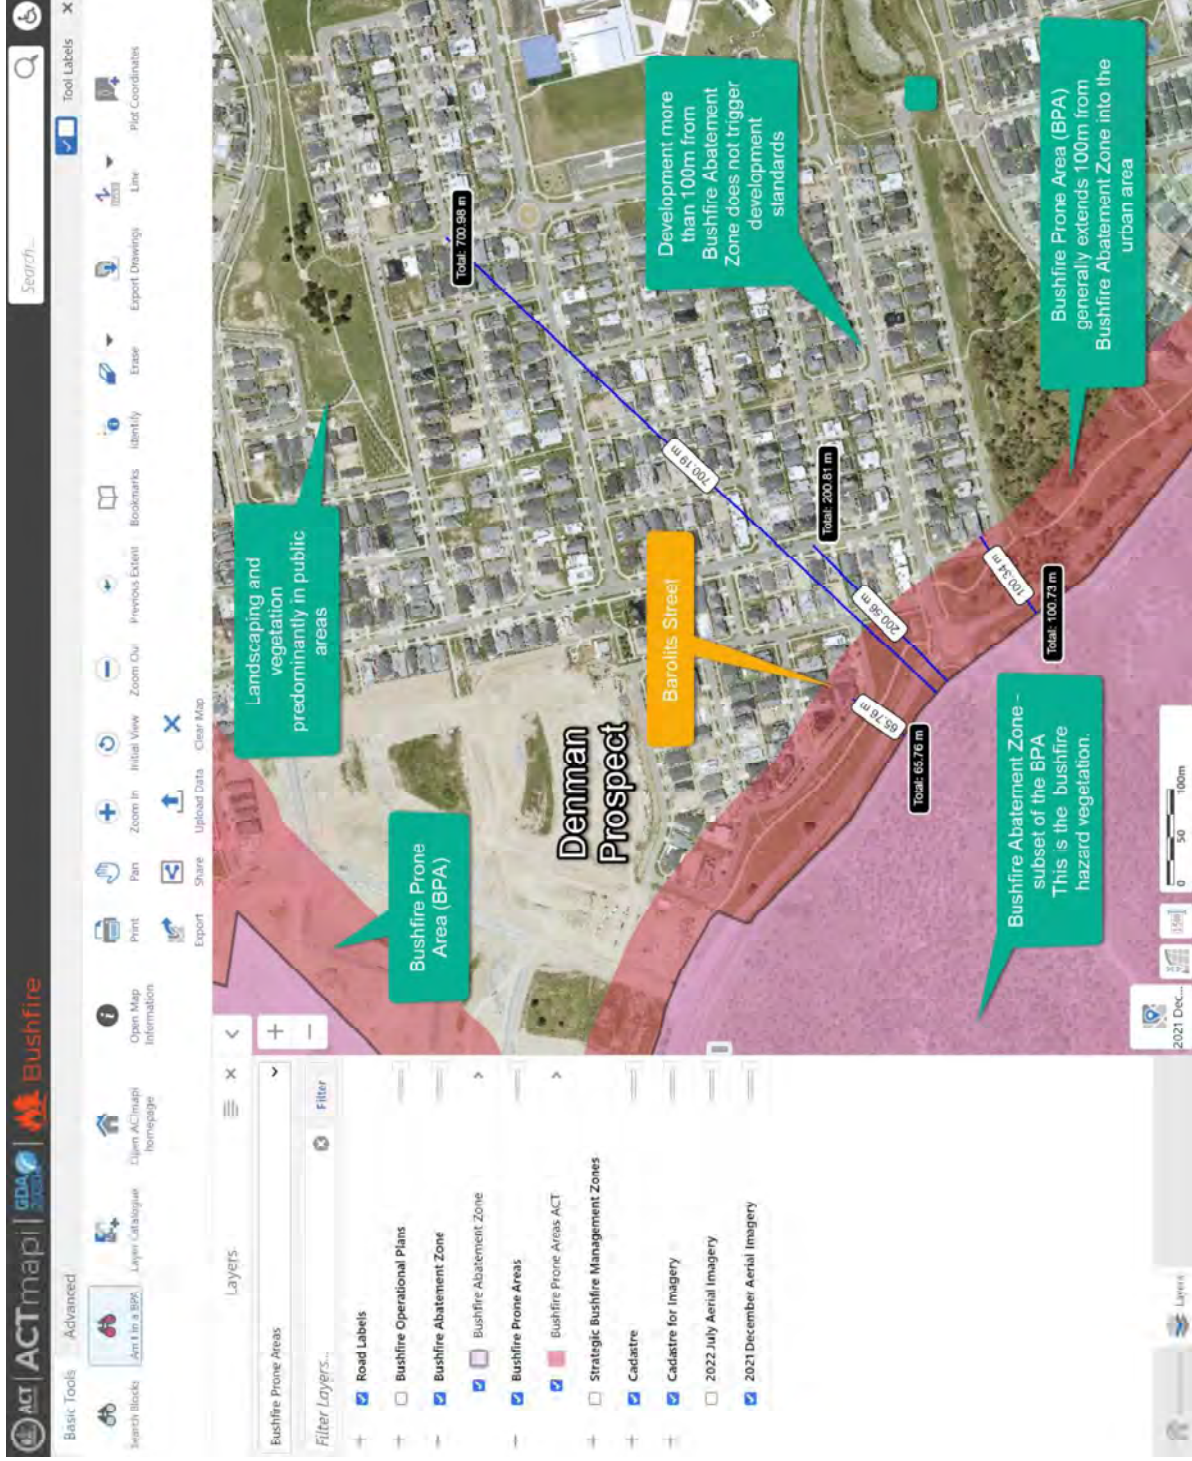 ACT | ACTmapi | GDA 2020 | Bushfire
Search...
Basic Tools
Advanced
Tool Labels
Search Blocks
Am I in a BPA
Layer Catalogue
Open ACTmapi homepage
Open Map Information
Print
Pan
Zoom In
Initial View
Zoom Out
Previous Extent
Bookmarks
Identify
Erase
Export Drawings
Line
Plot Coordinates
Export
Share
Upload Data
Clear Map
Layers
Bushfire Prone Areas
Filter Layers...
Filter
Road Labels
Bushfire Operational Plans
Bushfire Abatement Zone
Bushfire Abatement Zone
Bushfire Prone Areas
Bushfire Prone Areas ACT
Strategic Bushfire Management Zones
Cadastre
Cadastre for Imagery
2022 July Aerial Imagery
2021 December Aerial Imagery
Layers
Landscaping and
vegetation
predominantly in public
areas
Bushfire Prone
Area (BPA)
Denman
Prospect
Barolits Street
Total: 700.98 m
700.19 m
Total: 200.81 m
200.56 m
65.76 m
Total: 65.76 m
100.34 m
Total: 100.73 m
Development more
than 100m from
Bushfire Abatement
Zone does not trigger
development
standards
Bushfire Prone Area (BPA)
generally extends 100m from
Bushfire Abatement Zone into the
urban area
Bushfire Abatement Zone –
subset of the BPA
This is the bushfire
hazard vegetation.
2021 Dec...
0 50 100m